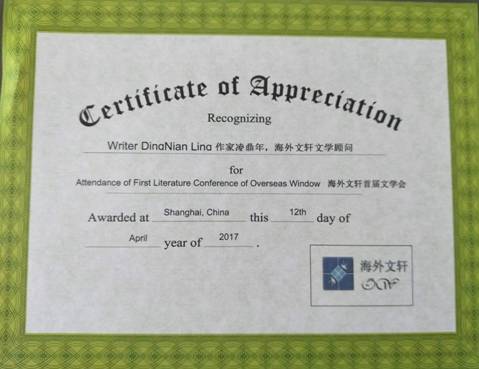 Certificate of Appreciation
Recognizing
Writer DingNian Ling 作家凌鼎年，海外文轩文学顾问
for
Attendance of First Literature Conference of Overseas Window 海外文轩首届文学会
Awarded at Shanghai, China this 12th day of
April year of 2017 .
海外文轩
OW